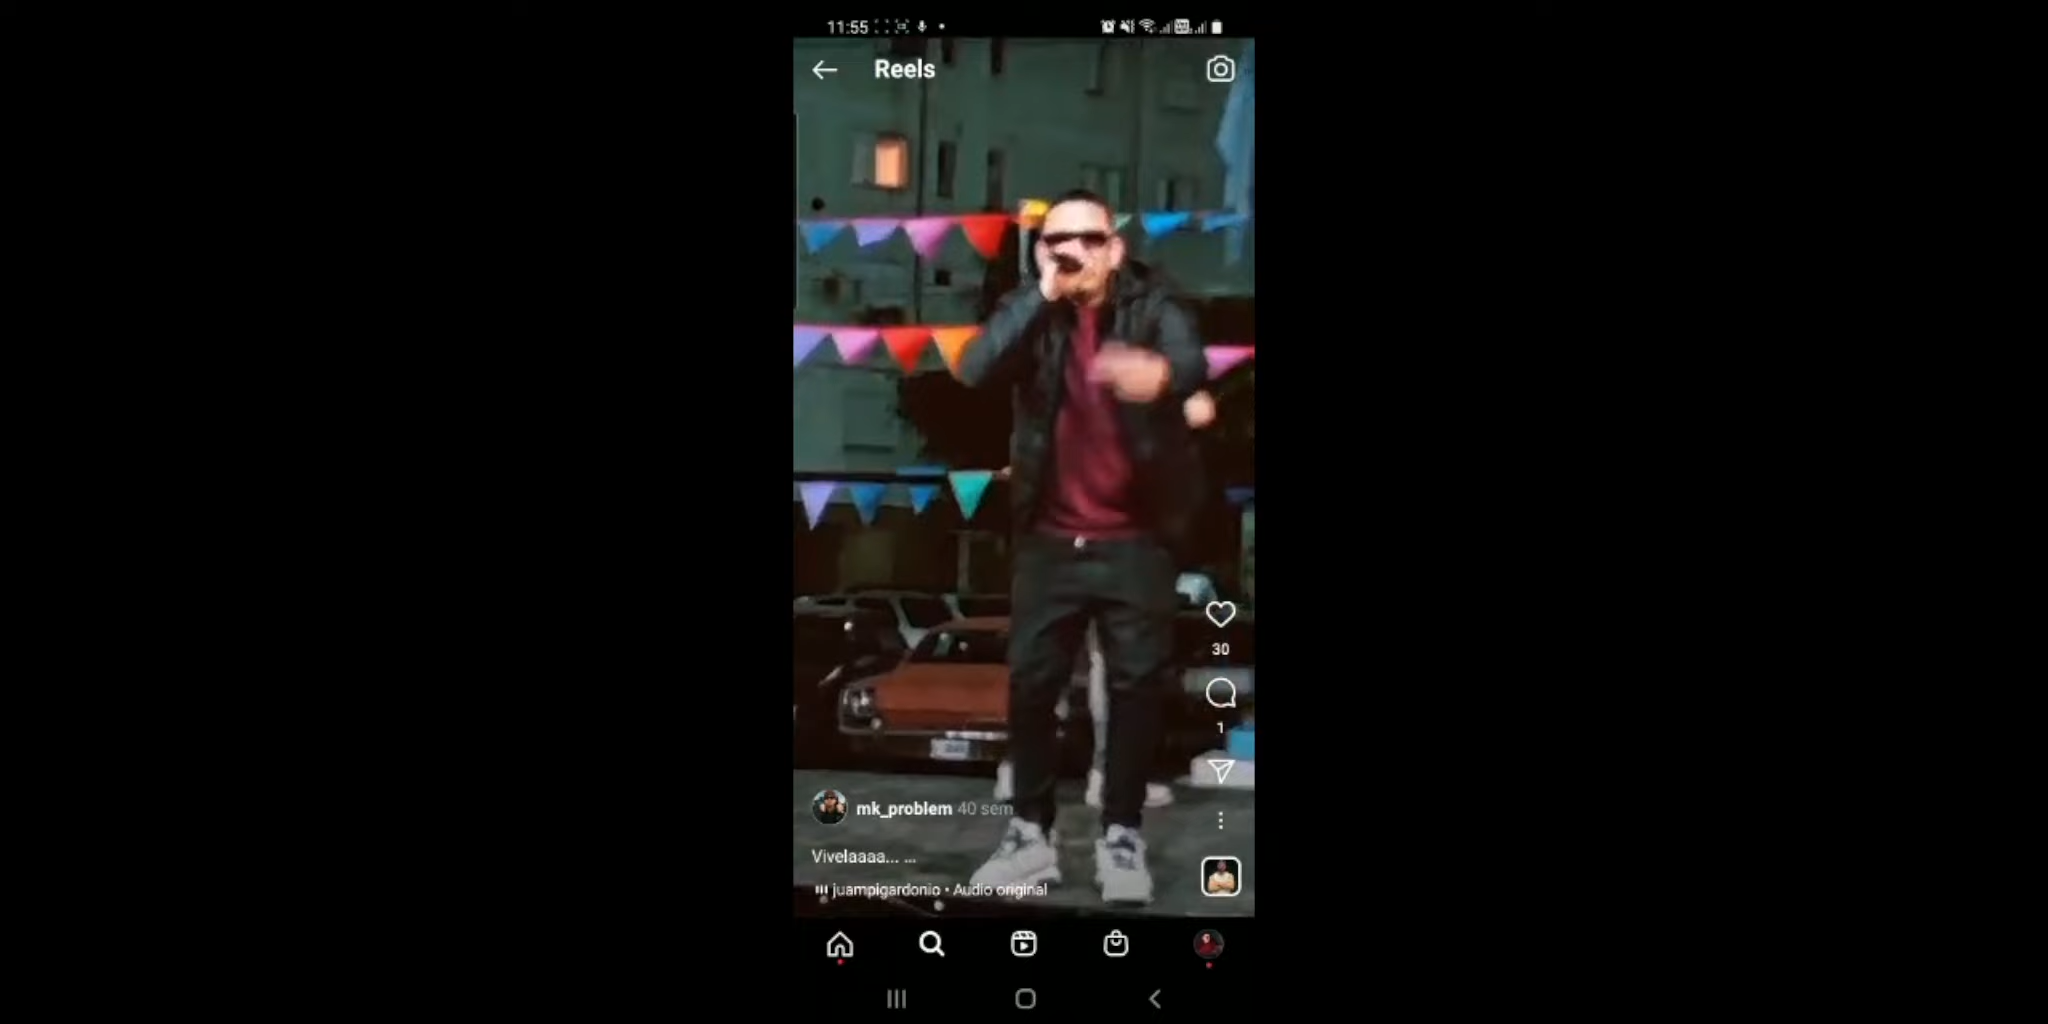 11:55
Reels
30
1
mk_problem 40 sem
Vivelaaaa... ...
juampigardonio • Audio original